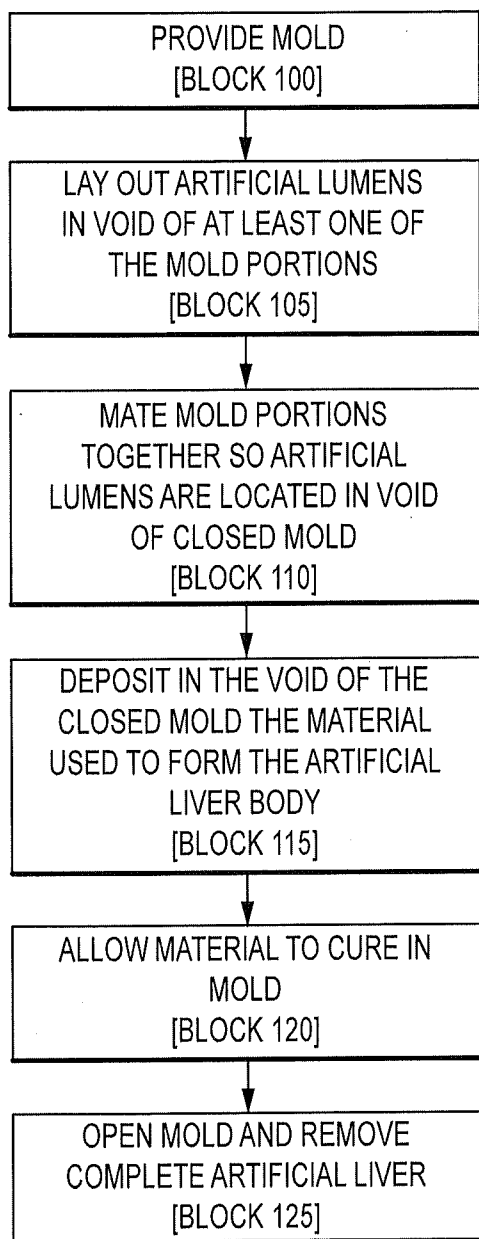 PROVIDE MOLD
[BLOCK 100]
LAY OUT ARTIFICIAL LUMENS
IN VOID OF AT LEAST ONE OF
THE MOLD PORTIONS
[BLOCK 105]
MATE MOLD PORTIONS
TOGETHER SO ARTIFICIAL
LUMENS ARE LOCATED IN VOID
OF CLOSED MOLD
[BLOCK 110]
DEPOSIT IN THE VOID OF THE
CLOSED MOLD THE MATERIAL
USED TO FORM THE ARTIFICIAL
LIVER BODY
[BLOCK 115]
ALLOW MATERIAL TO CURE IN
MOLD
[BLOCK 120]
OPEN MOLD AND REMOVE
COMPLETE ARTIFICIAL LIVER
[BLOCK 125]